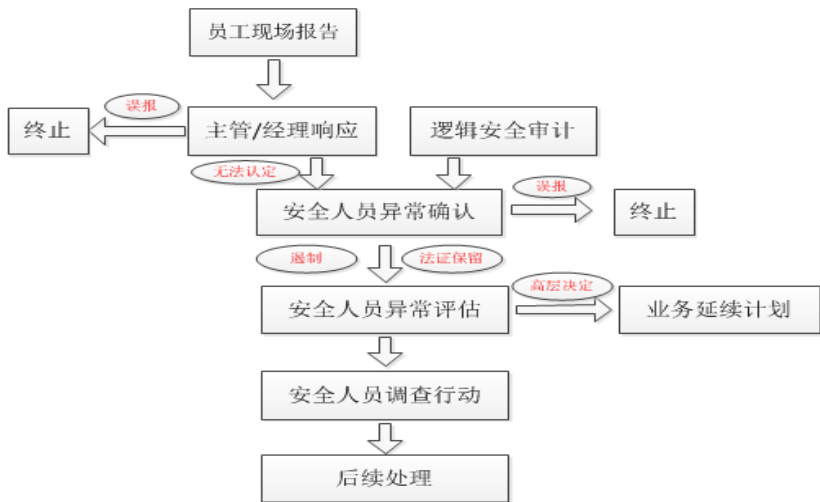 员工现场报告
误报
终止
主管/经理响应
逻辑安全审计
无法认定
误报
安全人员异常确认
终止
遏制
法证保留
高层决定
安全人员异常评估
业务延续计划
安全人员调查行动
后续处理